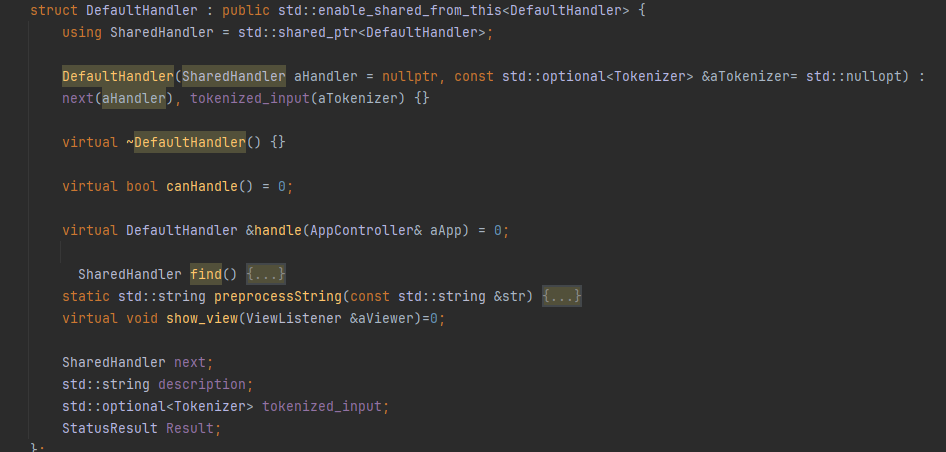 struct DefaultHandler : public std::enable_shared_from_this<DefaultHandler> {
using SharedHandler = std::shared_ptr<DefaultHandler>;
DefaultHandler(SharedHandler aHandler = nullptr, const std::optional<Tokenizer> &aTokenizer= std::nullopt) :
next(aHandler), tokenized_input(aTokenizer) {}
virtual ~DefaultHandler() {}
virtual bool canHandle() = 0;
virtual DefaultHandler &handle(AppController& aApp) = 0;
SharedHandler find() {...}
static std::string preprocessString(const std::string &str) {...}
virtual void show_view(ViewListener &aViewer)=0;
SharedHandler next;
std::string description;
std::optional<Tokenizer> tokenized_input;
StatusResult Result;
};